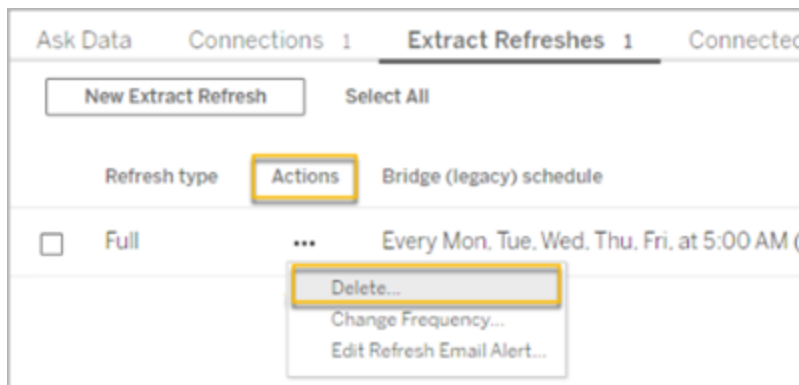 Ask Data Connections 1 Extract Refreshes 1 Connected
New Extract Refresh Select All
Refresh type Actions Bridge (legacy) schedule
Full ••• Every Mon, Tue, Wed, Thu, Fri, at 5:00 AM (
Delete...
Change Frequency...
Edit Refresh Email Alert...